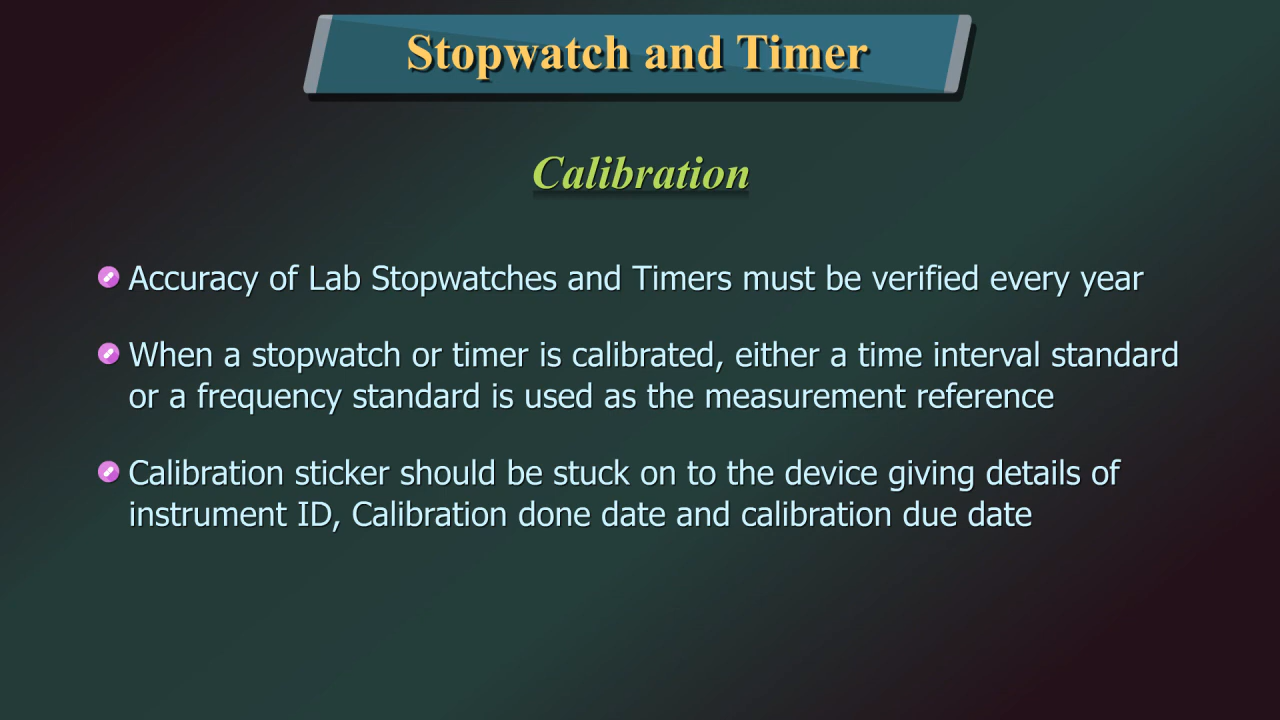 Stopwatch and Timer
Calibration
Accuracy of Lab Stopwatches and Timers must be verified every year
When a stopwatch or timer is calibrated, either a time interval standard
or a frequency standard is used as the measurement reference
Calibration sticker should be stuck on to the device giving details of
instrument ID, Calibration done date and calibration due date